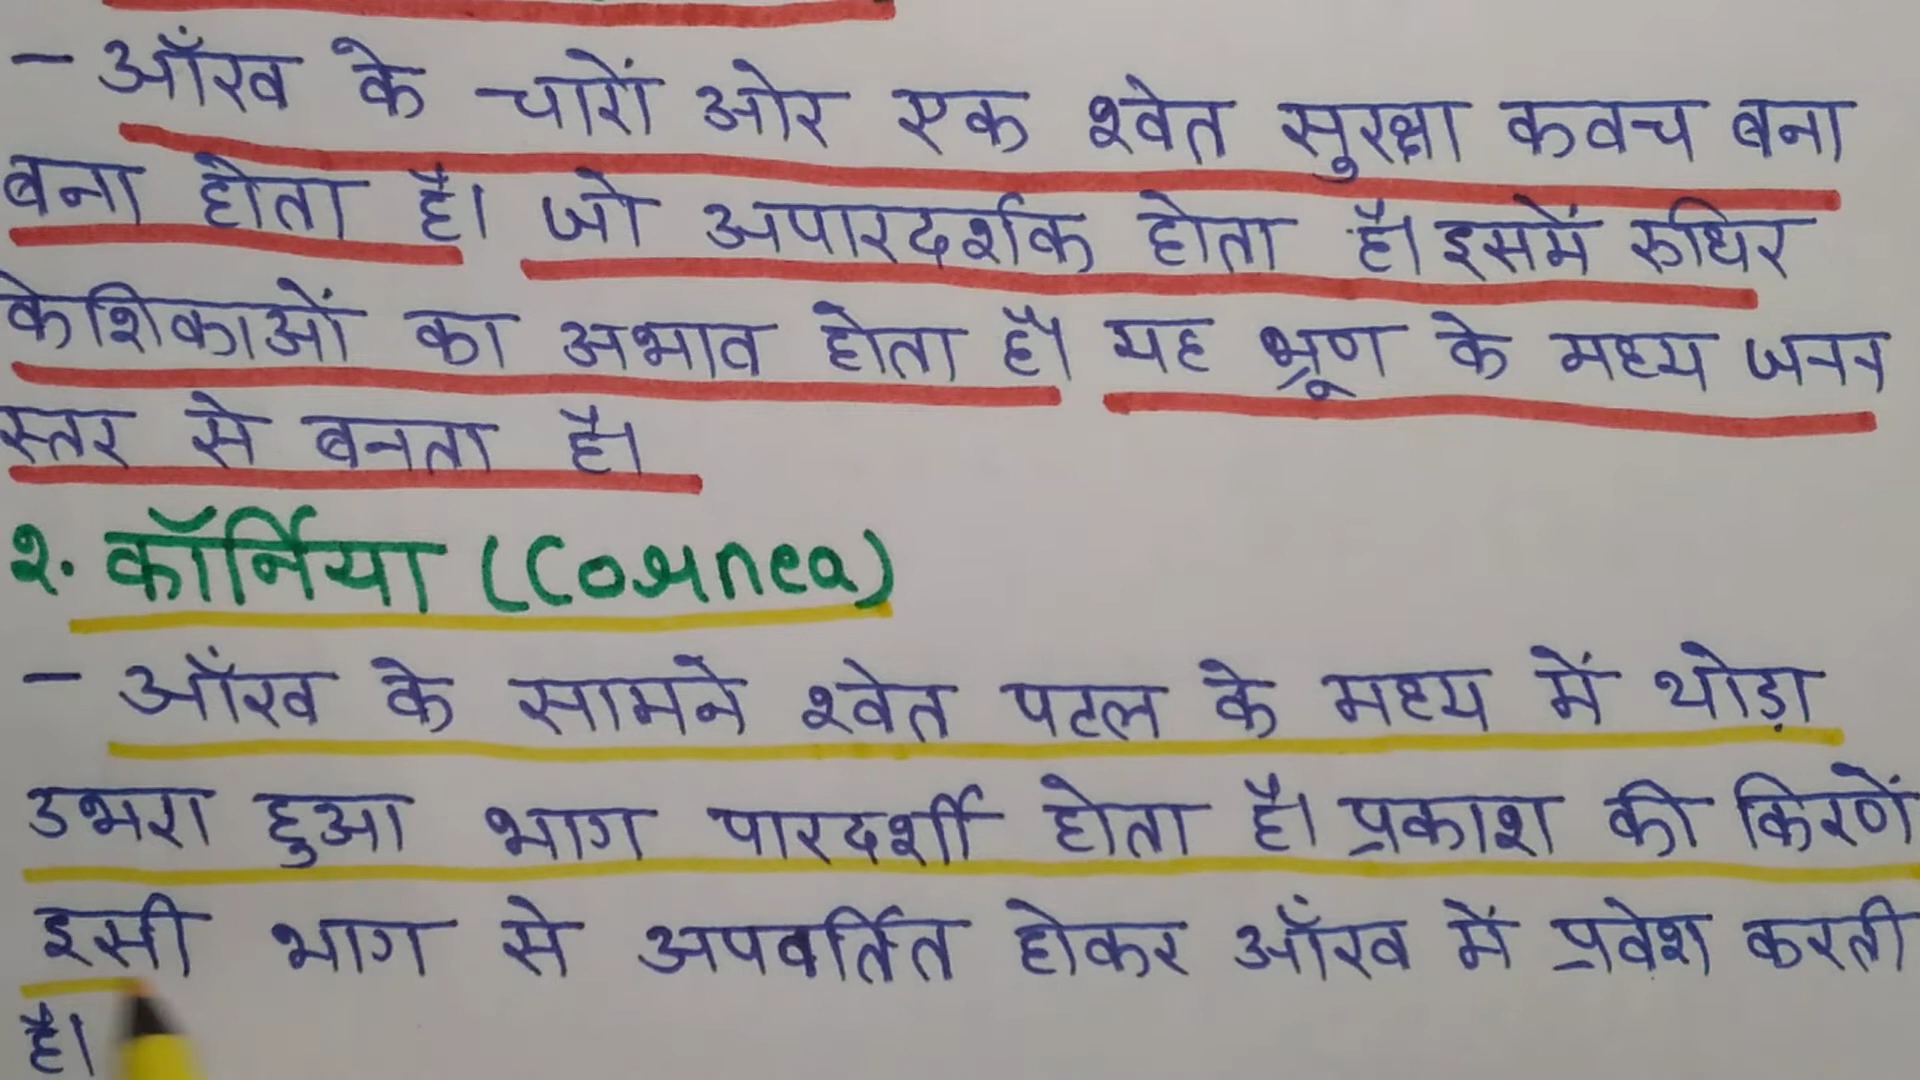 - आँख के चारों ओर एक श्वेत सुरक्षा कवच बना
बना होता है। जो अपारदर्शक होता है। इसमें रुधिर
केशिकाओं का अभाव होता है। यह भ्रूण के मध्य जनन
स्तर से बनता है।
२. कॉर्निया (Cornea)
- आँख के सामने श्वेत पटल के मध्य में थोड़ा
उभरा हुआ भाग पारदर्शी होता है। प्रकाश की किरणें
इसी भाग से अपवर्तित होकर आँख में प्रवेश करती
है।